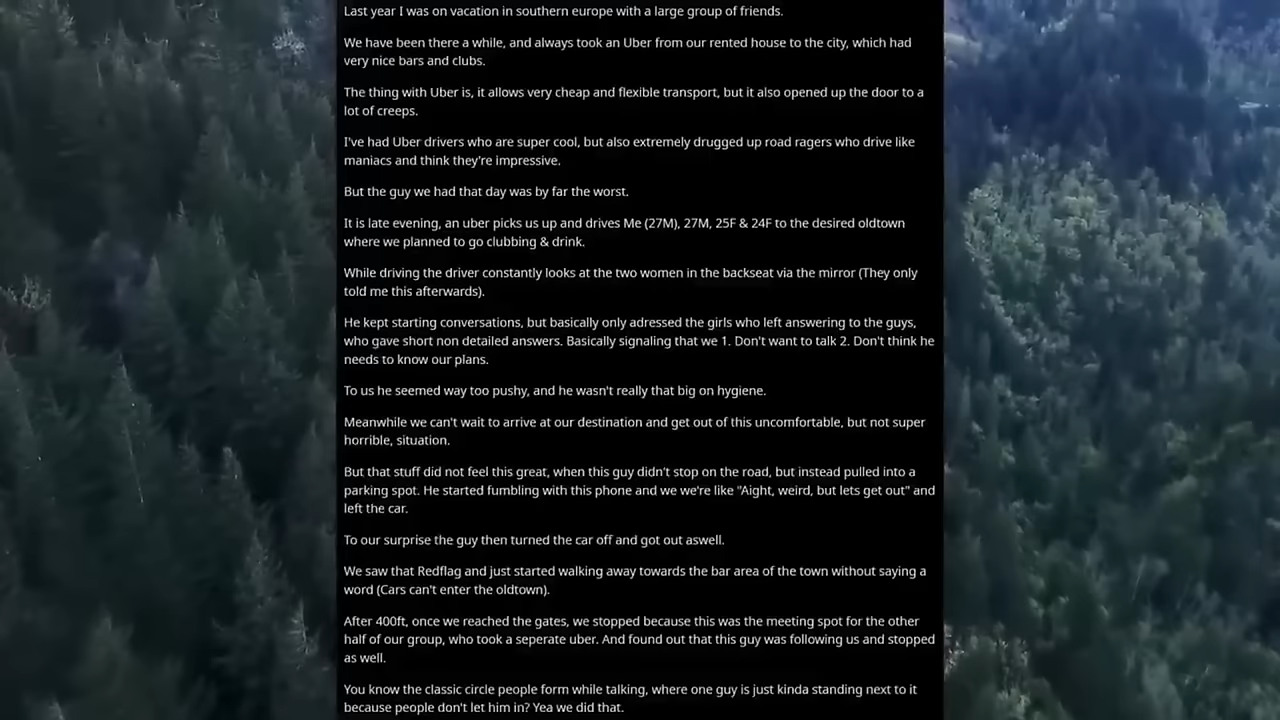 Last year I was on vacation in southern europe with a large group of friends.
We have been there a while, and always took an Uber from our rented house to the city, which had
very nice bars and clubs.
The thing with Uber is, it allows very cheap and flexible transport, but it also opened up the door to a
lot of creeps.
I've had Uber drivers who are super cool, but also extremely drugged up road ragers who drive like
maniacs and think they're impressive.
But the guy we had that day was by far the worst.
It is late evening, an uber picks us up and drives Me (27M), 27M, 25F & 24F to the desired oldtown
where we planned to go clubbing & drink.
While driving the driver constantly looks at the two women in the backseat via the mirror (They only
told me this afterwards).
He kept starting conversations, but basically only adressed the girls who left answering to the guys,
who gave short non detailed answers. Basically signaling that we 1. Don't want to talk 2. Don't think he
needs to know our plans.
To us he seemed way too pushy, and he wasn't really that big on hygiene.
Meanwhile we can't wait to arrive at our destination and get out of this uncomfortable, but not super
horrible, situation.
But that stuff did not feel this great, when this guy didn't stop on the road, but instead pulled into a
parking spot. He started fumbling with this phone and we we're like "Aight, weird, but lets get out" and
left the car.
To our surprise the guy then turned the car off and got out aswell.
We saw that Redflag and just started walking away towards the bar area of the town without saying a
word (Cars can't enter the oldtown).
After 400ft, once we reached the gates, we stopped because this was the meeting spot for the other
half of our group, who took a seperate uber. And found out that this guy was following us and stopped
as well.
You know the classic circle people form while talking, where one guy is just kinda standing next to it
because people don't let him in? Yea we did that.